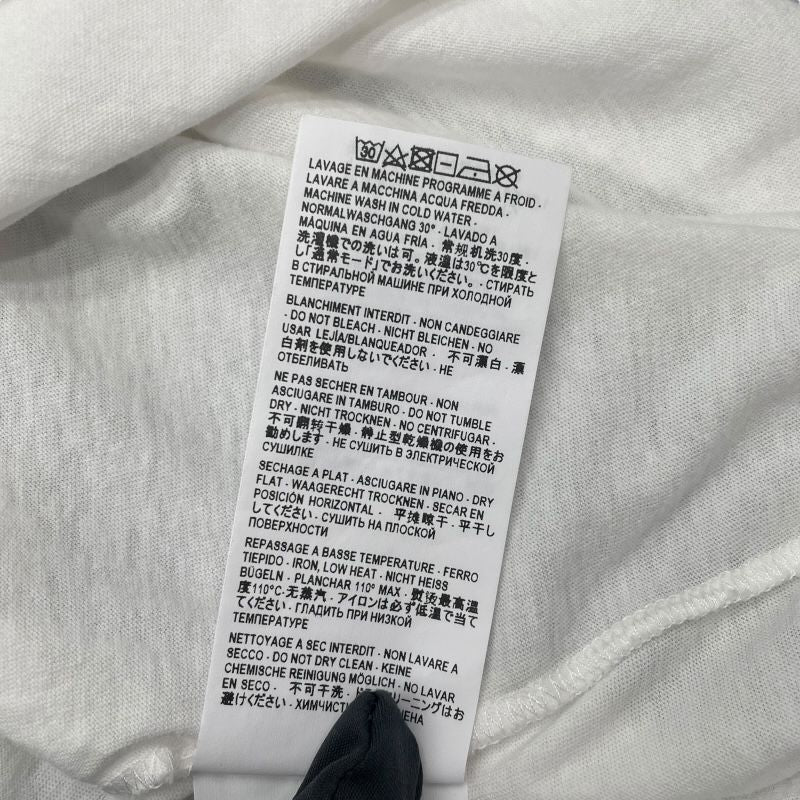 30
LAVAGE EN MACHINE PROGRAMME A FROID -
LAVARE A MACCHINA ACQUA FREDDA -
MACHINE WASH IN COLD WATER -
NORMALWASCHGANG 30° - LAVADO A
MÁQUINA EN AGUA FRÍA - 常规机洗30度 -
洗濯機での洗いは可。液温は30℃を限度と
し「通常モード」でお洗いください。 - СТИРАТЬ
В СТИРАЛЬНОЙ МАШИНЕ ПРИ ХОЛОДНОЙ
ТЕМПЕРАТУРЕ
BLANCHIMENT INTERDIT - NON CANDEGGIARE
- DO NOT BLEACH - NICHT BLEICHEN - NO
USAR LEJÍA/BLANQUEADOR - 不可漂白 - 漂
白剤を使用しないでください - НЕ
ОТБЕЛИВАТЬ
NE PAS SECHER EN TAMBOUR - NON
ASCIUGARE IN TAMBURO - DO NOT TUMBLE
DRY - NICHT TROCKNEN - NO CENTRIFUGAR -
不可翻转干燥 - 静止型乾燥機の使用をお
勧めします - НЕ СУШИТЬ В ЭЛЕКТРИЧЕСКОЙ
СУШИЛКЕ
SECHAGE A PLAT - ASCIUGARE IN PIANO - DRY
FLAT - WAAGERECHT TROCKNEN - SECAR EN
POSICIÓN HORIZONTAL - 平摊晾干 - 平干し
してください - СУШИТЬ НА ПЛОСКОЙ
ПОВЕРХНОСТИ
REPASSAGE A BASSE TEMPERATURE - FERRO
TIEPIDO - IRON, LOW HEAT - NICHT HEISS
BÜGELN - PLANCHAR 110° MAX - 熨烫最高温
度110°C-无蒸汽 - アイロンは必ず低温で当て
てください - ГЛАДИТЬ ПРИ НИЗКОЙ
ТЕМПЕРАТУРЕ
NETTOYAGE A SEC INTERDIT - NON LAVARE A
SECCO - DO NOT DRY CLEAN - KEINE
CHEMISCHE REINIGUNG MÖGLICH - NO LAVAR
EN SECO - 不可干洗 - リーニングはお
避けください -